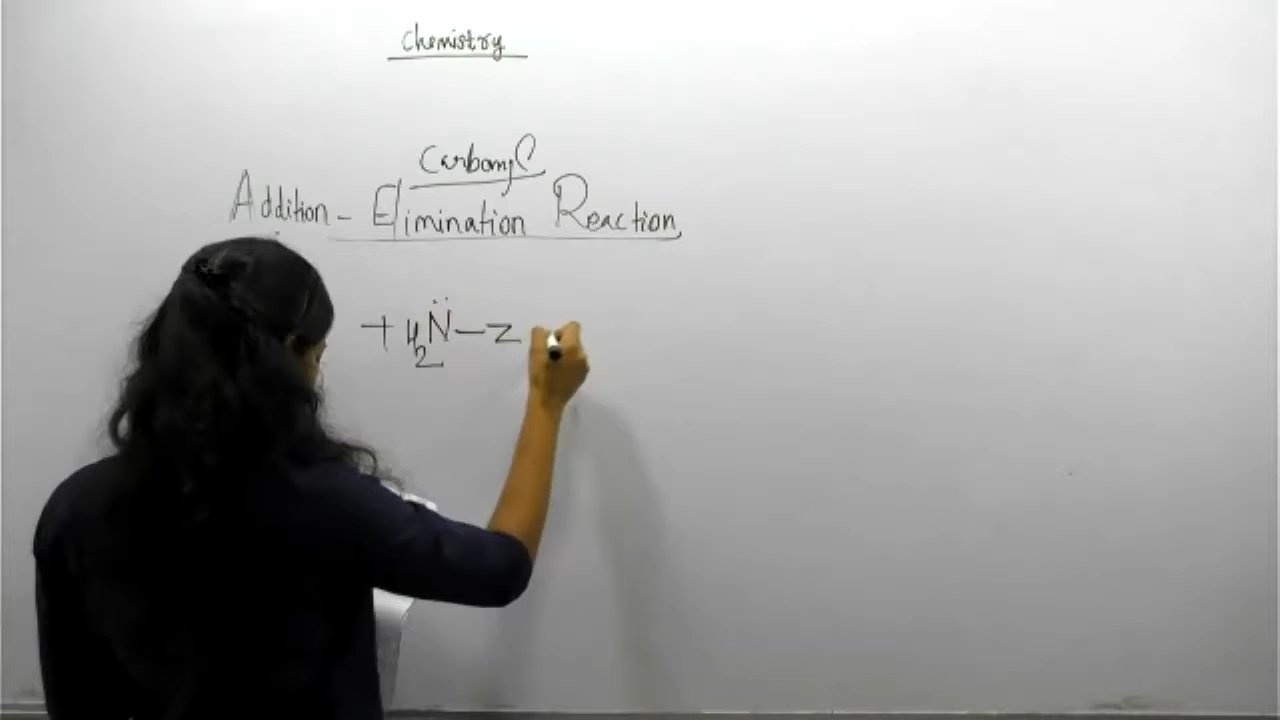 Chemistry
Carbonyl
Addition - Elimination Reaction
+ H₂N̈ - Z